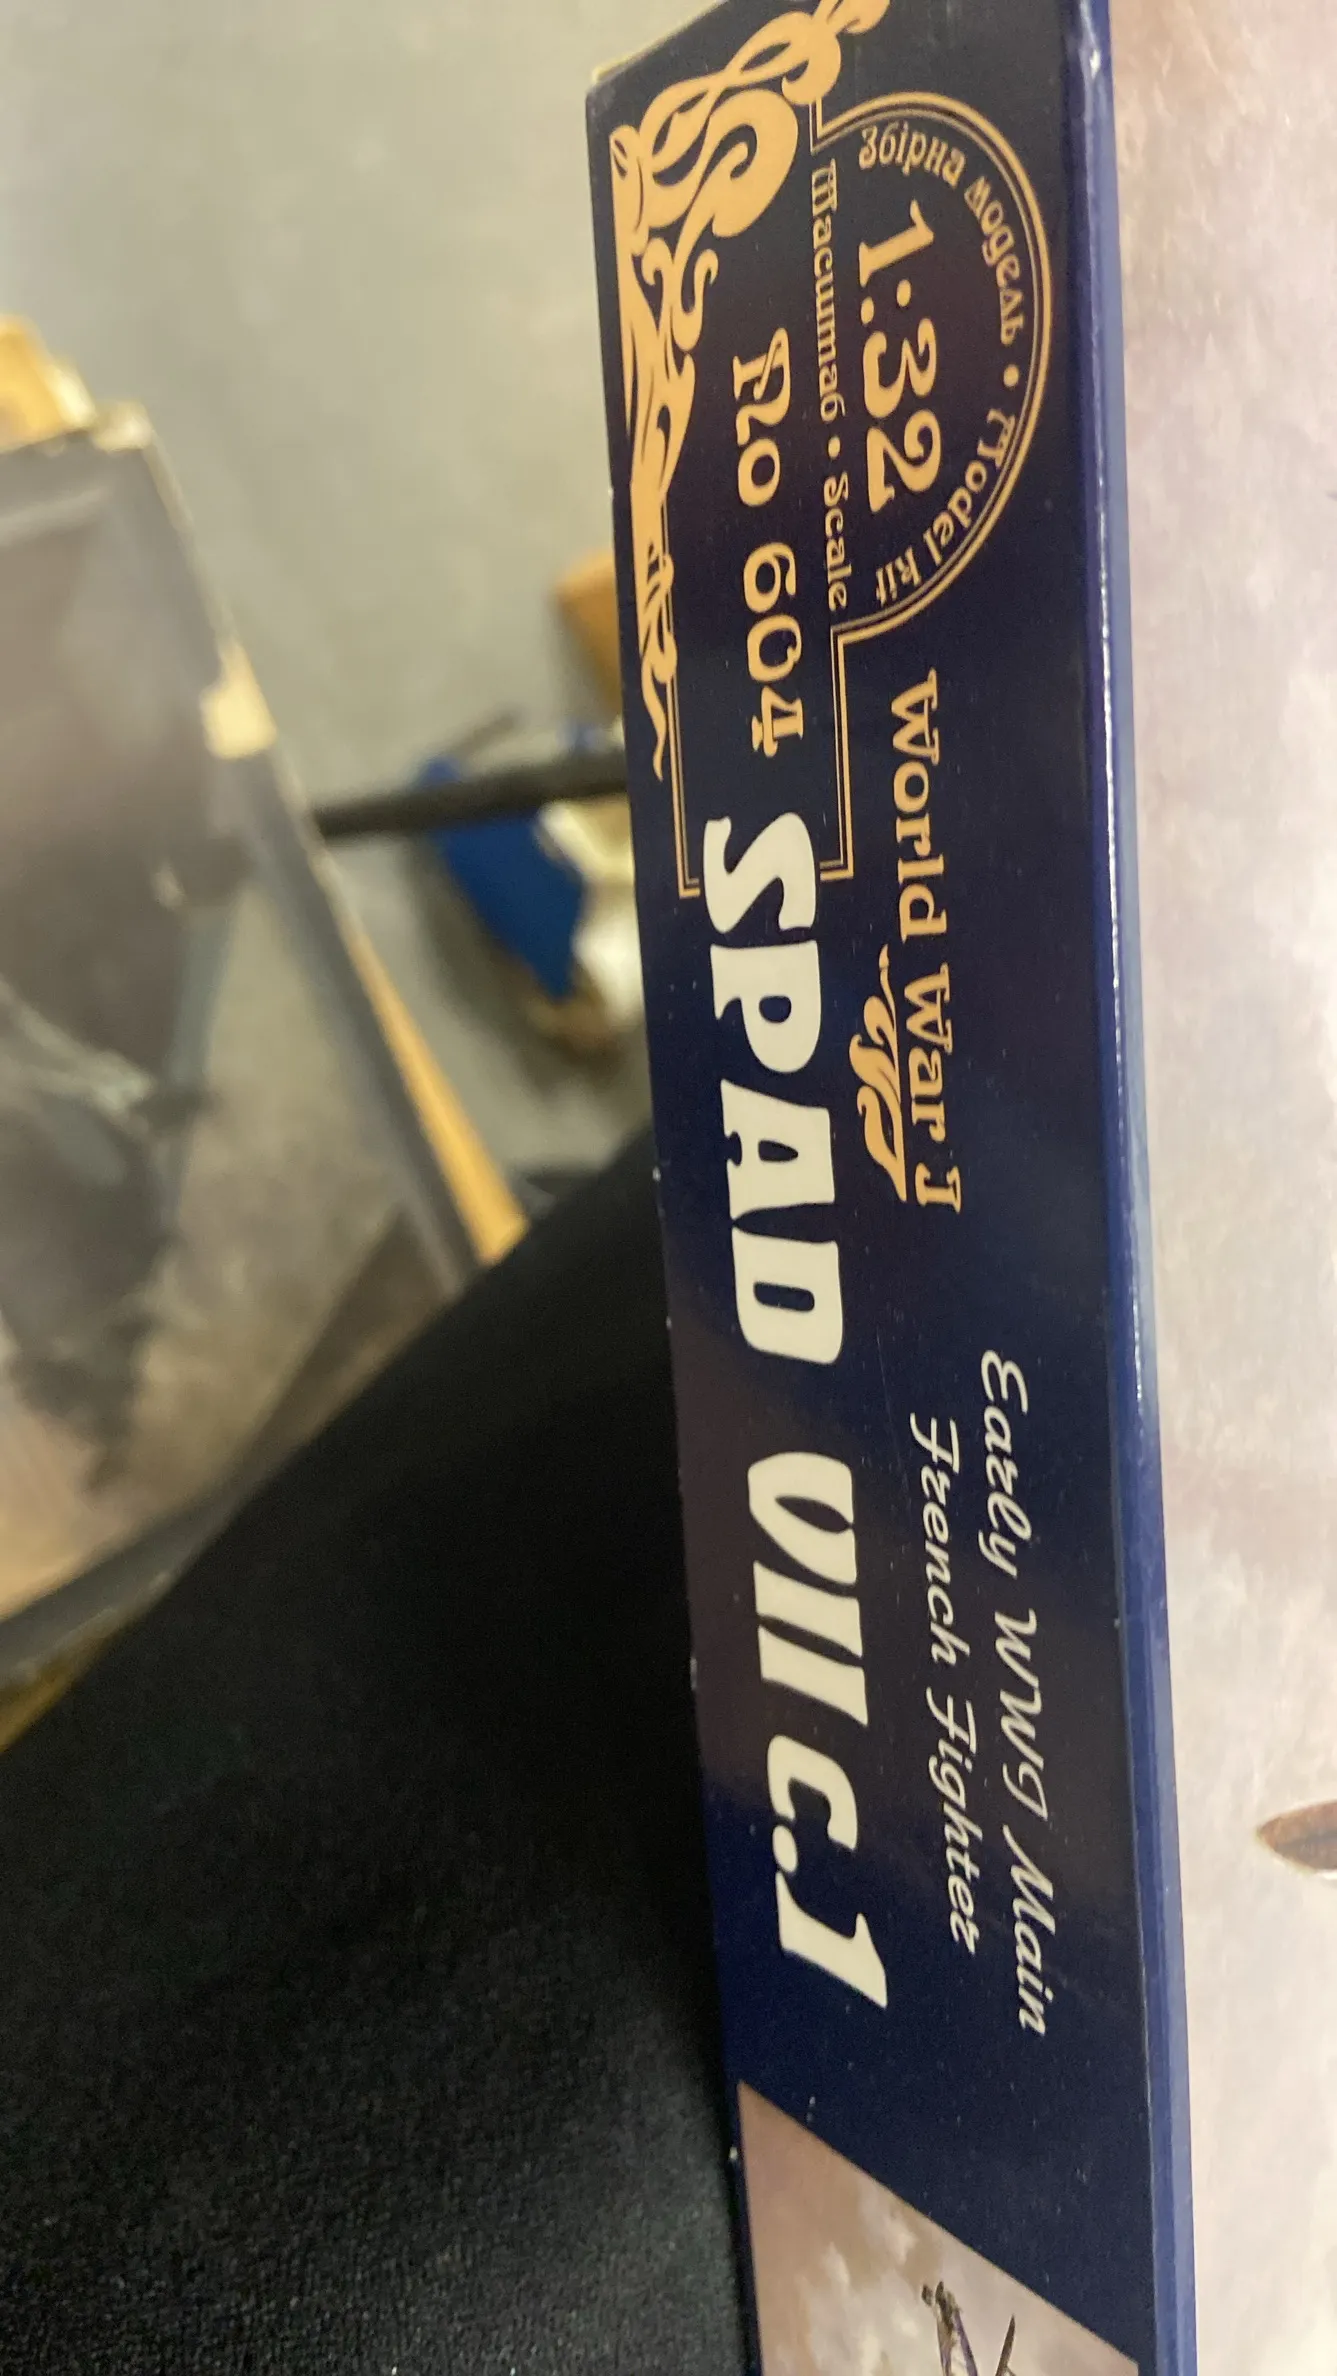 Збірна модель • Model kit
1:32
Масштаб • Scale
No 604
World War I
SPAD VII c.1
Early WWI Main
French Fighter